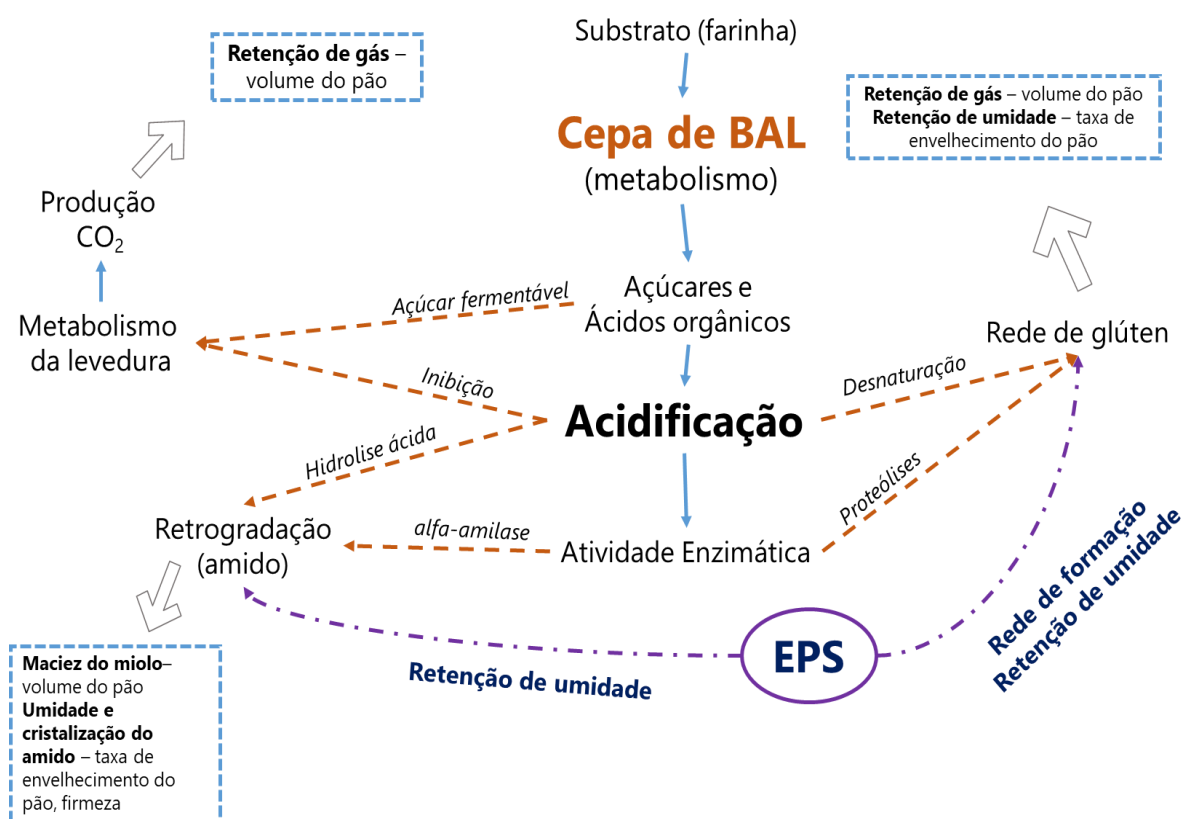 Substrato (farinha)
Retenção de gás –
volume do pão
Retenção de gás – volume do pão
Retenção de umidade – taxa de
envelhecimento do pão
Cepa de BAL
(metabolismo)
Produção
CO₂
Açúcar fermentável
Açúcares e
Ácidos orgânicos
Metabolismo
da levedura
Rede de glúten
Inibição
Desnaturação
Acidificação
Hidrolise ácida
Proteólises
Retrogradação
(amido)
alfa-amilase
Atividade Enzimática
Rede de formação
Retenção de umidade
EPS
Retenção de umidade
Maciez do miolo–
volume do pão
Umidade e
cristalização do
amido – taxa de
envelhecimento do
pão, firmeza